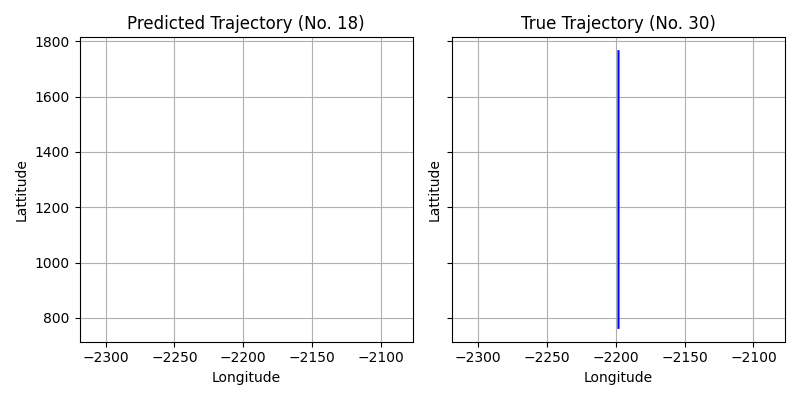 Predicted Trajectory (No. 18)
True Trajectory (No. 30)
1800
1600
1400
1200
1000
800
Lattitude
Lattitude
−2300 −2250 −2200 −2150 −2100
−2300 −2250 −2200 −2150 −2100
Longitude
Longitude